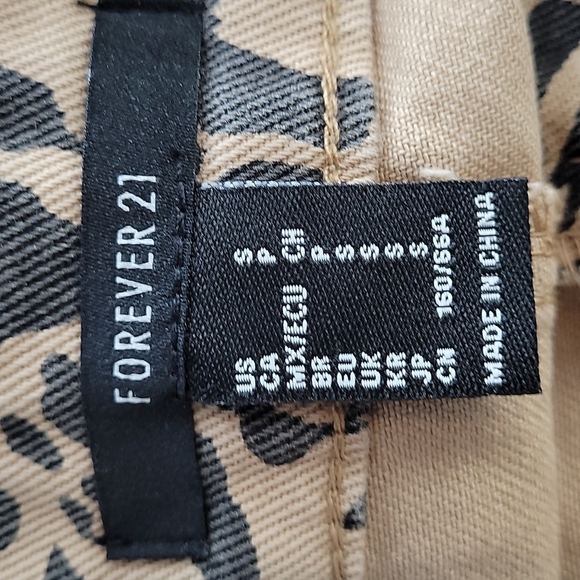 FOREVER 21
US S
CA P
MX/ECU CH
BR P
EU S
UK S
KR S
JP S
CN 160/66A
MADE IN CHINA